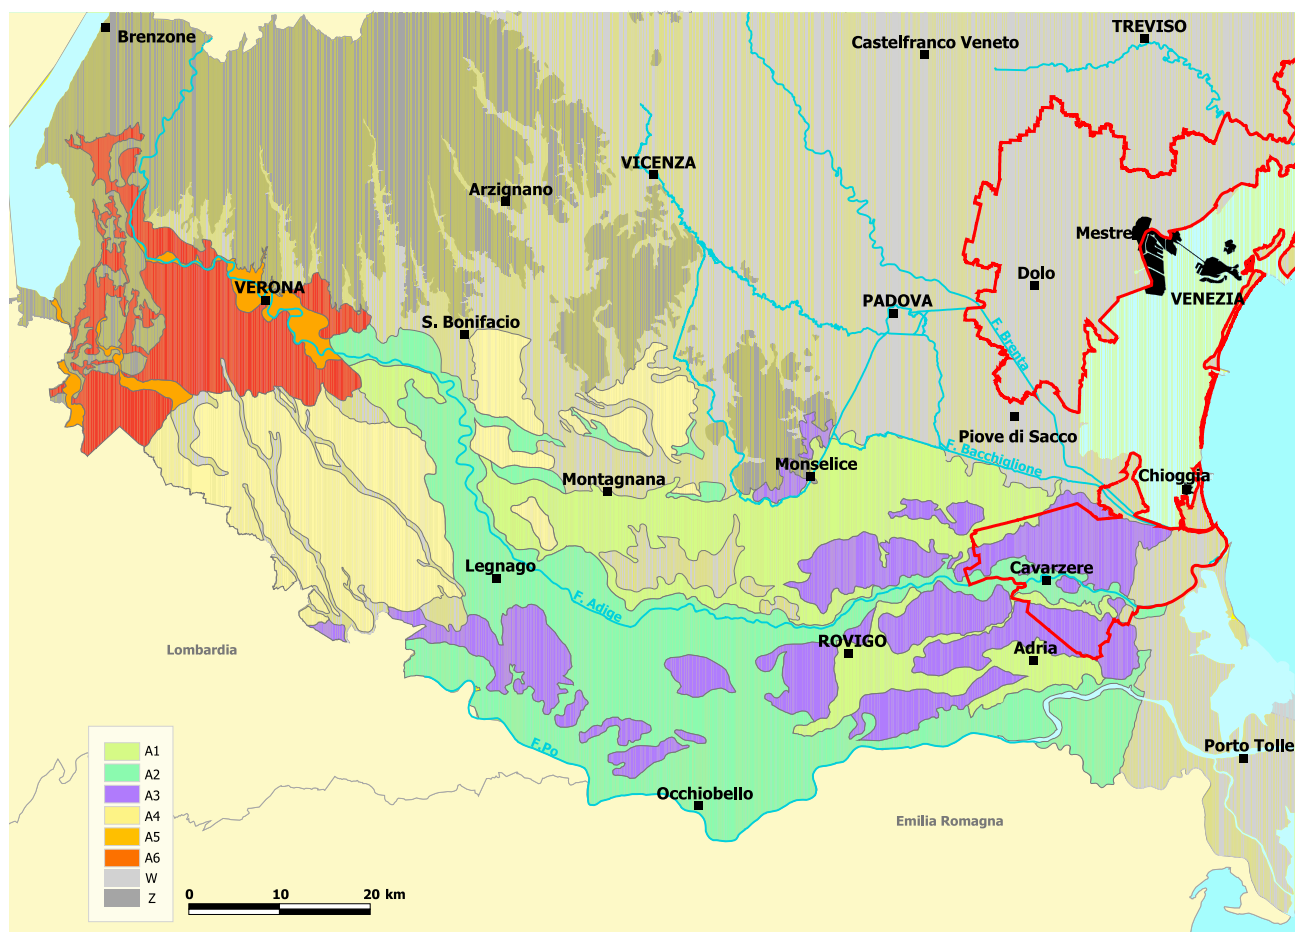 Brenzone
TREVISO
Castelfranco Veneto
VICENZA
Arzignano
Mestre
Dolo
VERONA
PADOVA
VENEZIA
S. Bonifacio
F. Brenta
Piove di Sacco
F. Bacchiglione
Monselice
Chioggia
Montagnana
Legnago
Cavarzere
F. Adige
ROVIGO
Adria
Lombardia
F.Po
Porto Tolle
Occhiobello
Emilia Romagna
A1
A2
A3
A4
A5
A6
W
Z
0 10 20 km